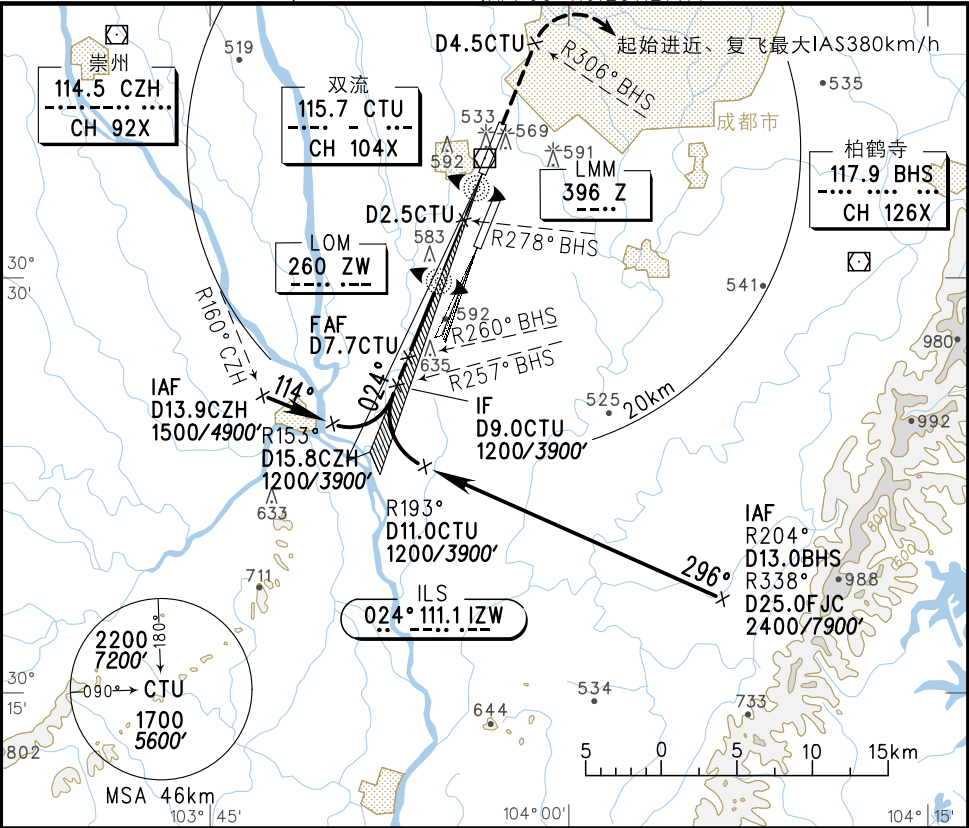 崇州
114.5 CZH
CH 92X
519
双流
115.7 CTU
CH 104X
D4.5CTU
R306° BHS
起始进近、复飞最大IAS380km/h
535
成都市
533
569
592
591
LMM
396 Z
柏鹤寺
117.9 BHS
CH 126X
D2.5CTU
R278° BHS
583
LOM
260 ZW
30°
30′
541
592
R260° BHS
635
R257° BHS
980
FAF
D7.7CTU
R160° CZH
IAF
D13.9CZH
1500/4900′
114°
024°
R153°
D15.8CZH
1200/3900′
IF
D9.0CTU
1200/3900′
525
20km
992
633
R193°
D11.0CTU
1200/3900′
296°
IAF
R204°
D13.0BHS
R338°
D25.0FJC
2400/7900′
800
988
711
ILS
024° 111.1 IZW
2200
7200′
180°
090°
CTU
1700
5600′
MSA 46km
30°
15′
802
644
534
733
5 0 5 10 15km
103°45′
104°00′
104°15′